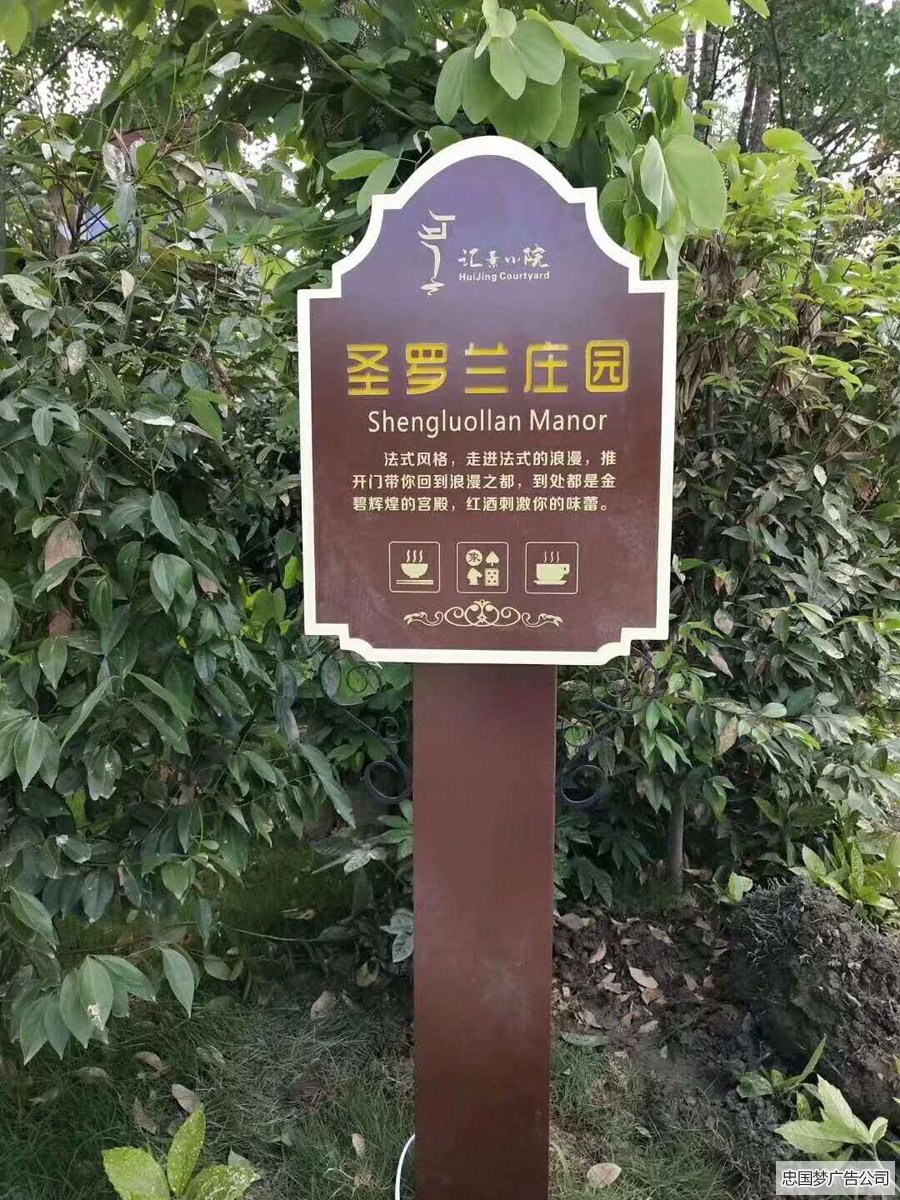 汇景小院
HuiJing Courtyard
圣罗兰庄园
Shengluollan Manor
法式风格，走进法式的浪漫，推
开门带你回到浪漫之都，到处都是金
碧辉煌的宫殿，红酒刺激你的味蕾。
家
忠国梦广告公司